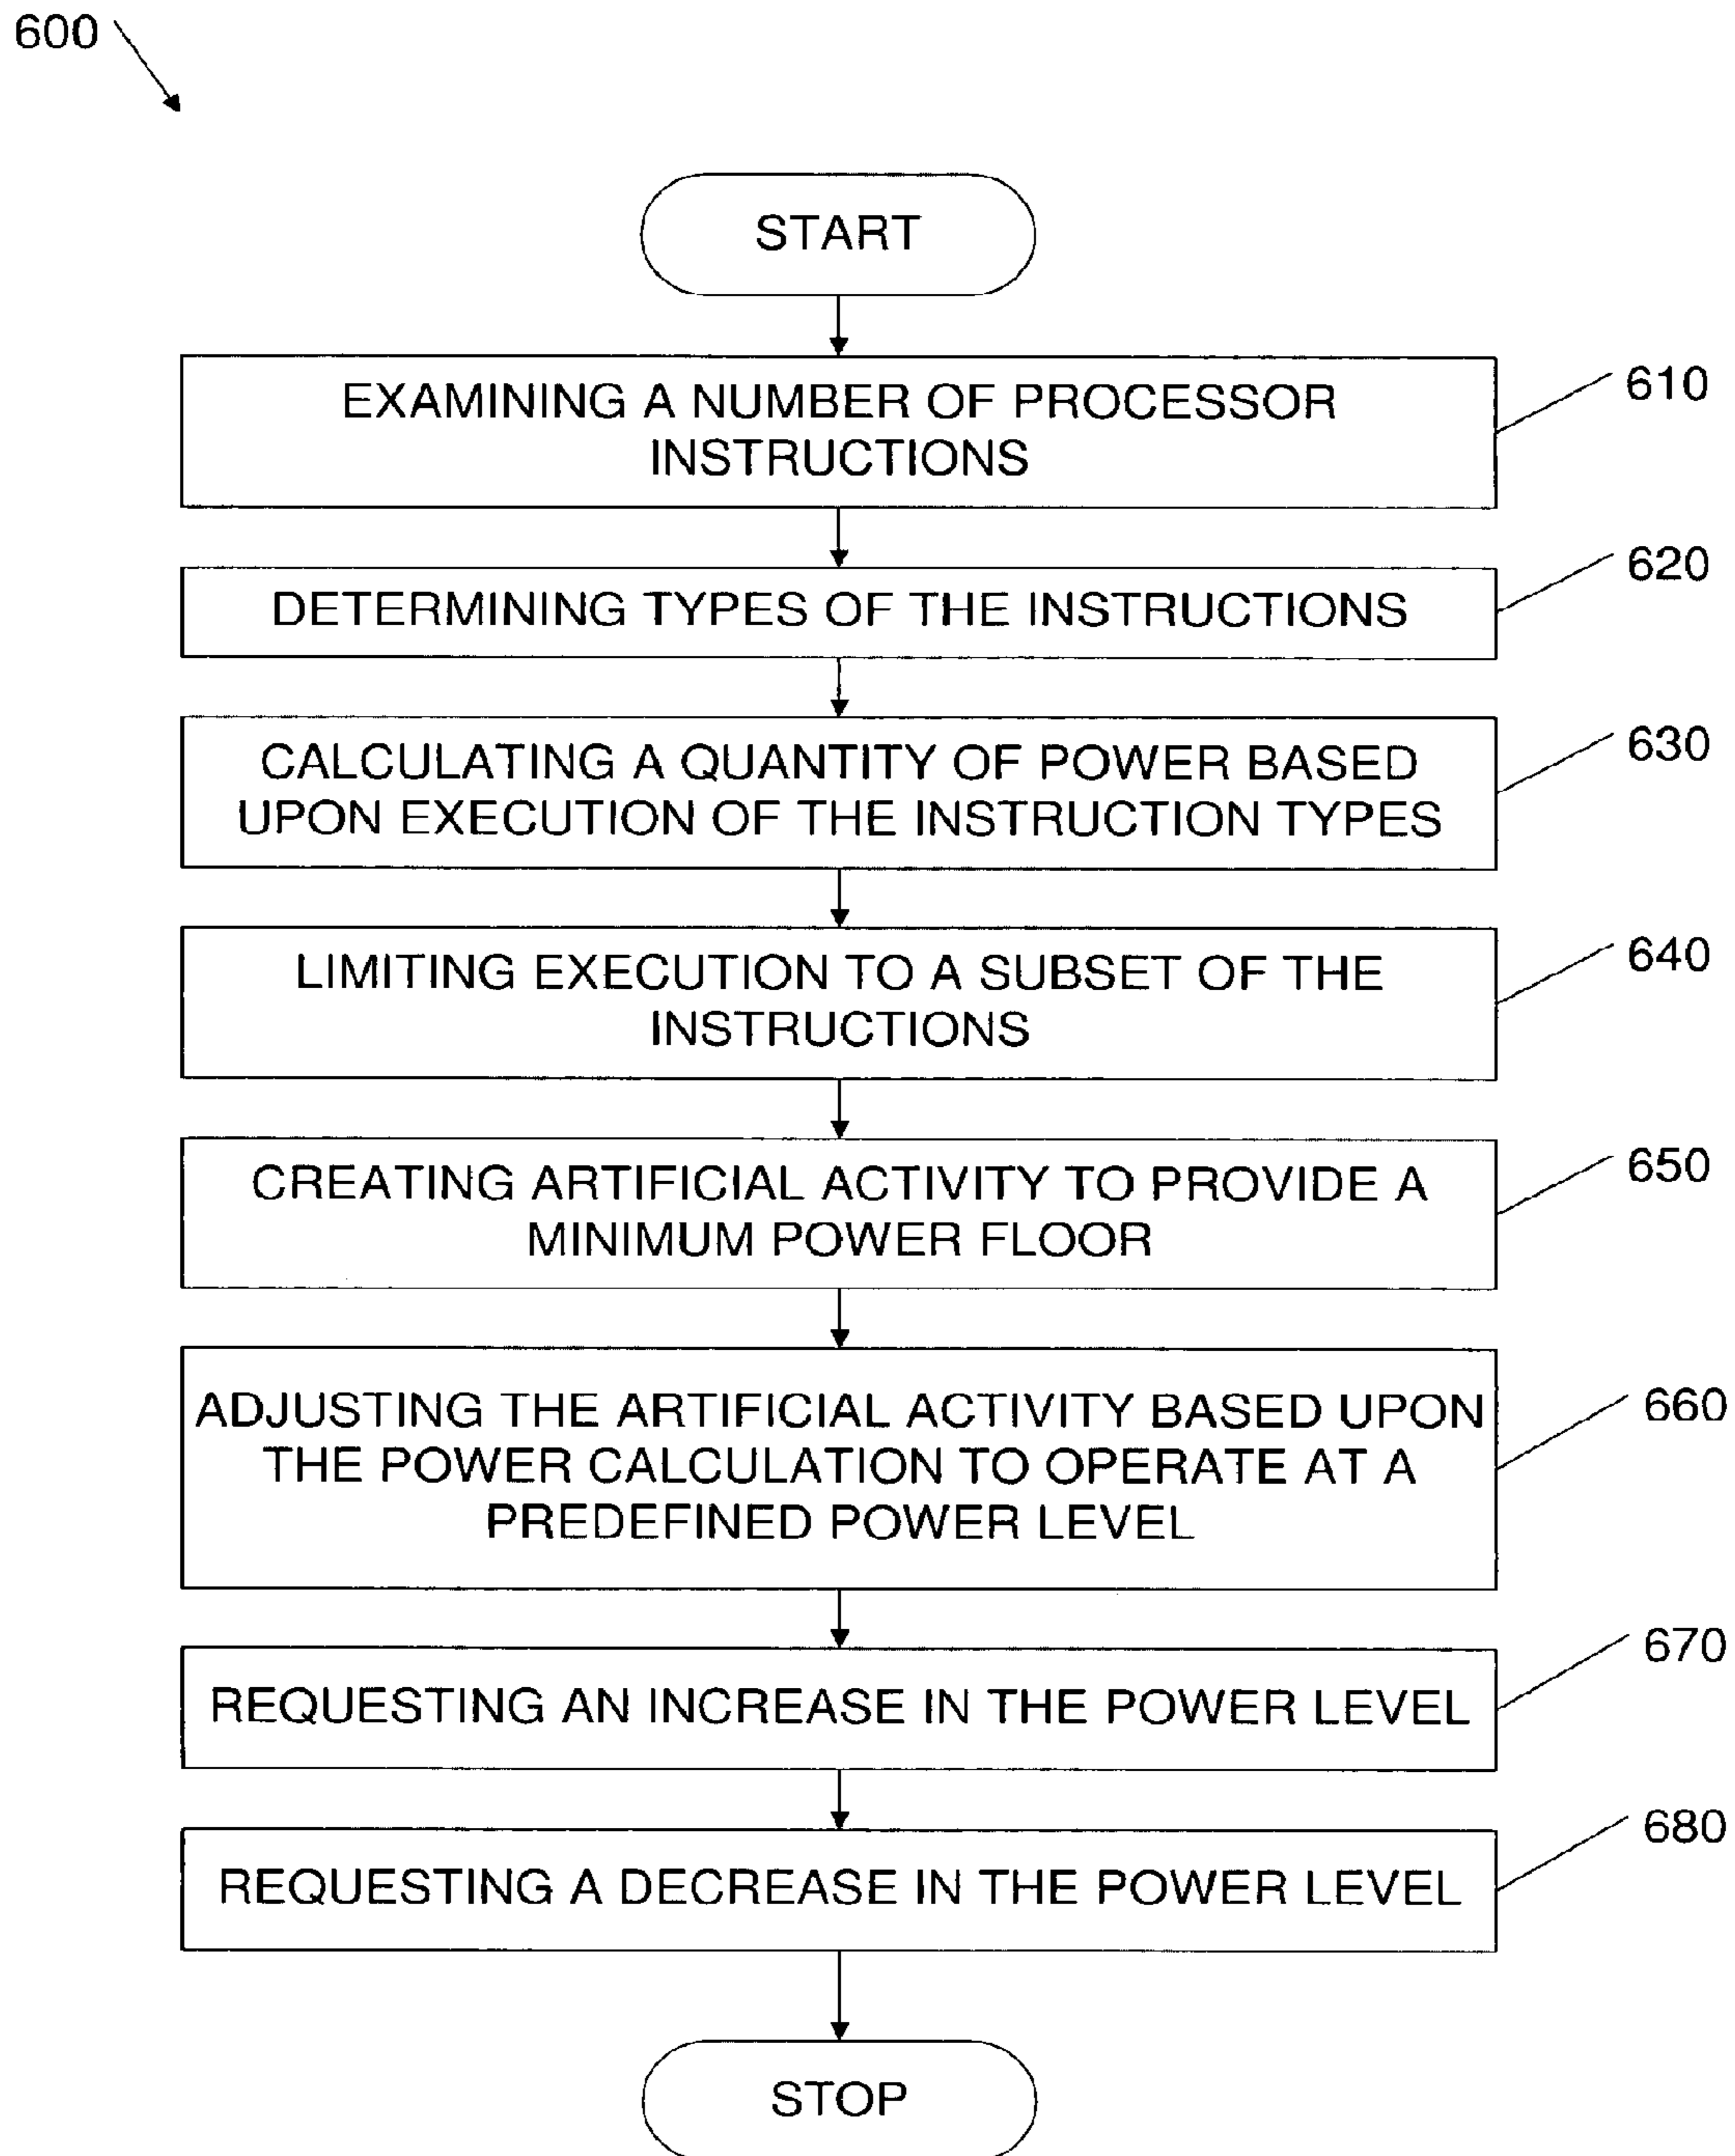 600
START
EXAMINING A NUMBER OF PROCESSOR
INSTRUCTIONS
610
DETERMINING TYPES OF THE INSTRUCTIONS
620
CALCULATING A QUANTITY OF POWER BASED
UPON EXECUTION OF THE INSTRUCTION TYPES
630
LIMITING EXECUTION TO A SUBSET OF THE
INSTRUCTIONS
640
CREATING ARTIFICIAL ACTIVITY TO PROVIDE A
MINIMUM POWER FLOOR
650
ADJUSTING THE ARTIFICIAL ACTIVITY BASED UPON
THE POWER CALCULATION TO OPERATE AT A
PREDEFINED POWER LEVEL
660
REQUESTING AN INCREASE IN THE POWER LEVEL
670
REQUESTING A DECREASE IN THE POWER LEVEL
680
STOP